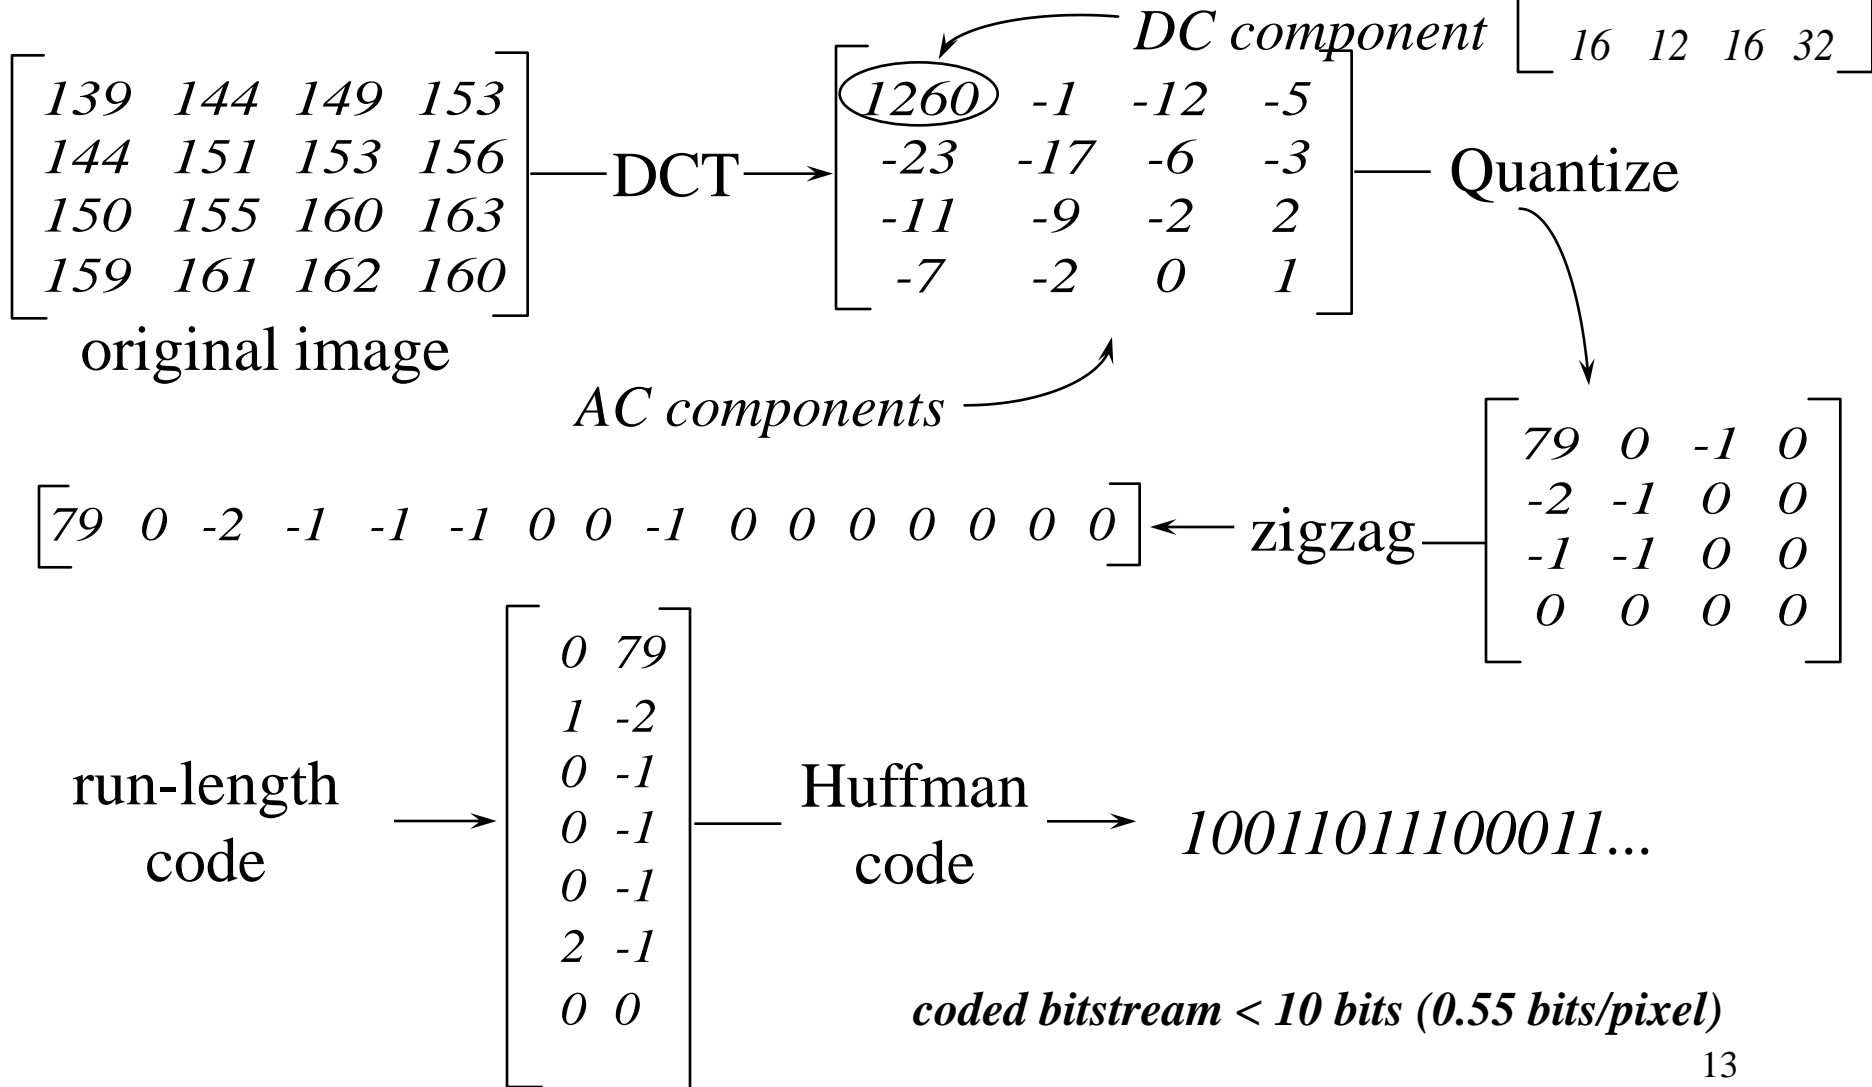 DC component
16 12 16 32
139 144 149 153
144 151 153 156
150 155 160 163
159 161 162 160
original image
DCT
1260 -1 -12 -5
-23 -17 -6 -3
-11 -9 -2 2
-7 -2 0 1
Quantize
AC components
79 0 -1 0
-2 -1 0 0
-1 -1 0 0
0 0 0 0
zigzag
79 0 -2 -1 -1 -1 0 0 -1 0 0 0 0 0 0 0
run-length
code
0 79
1 -2
0 -1
0 -1
0 -1
2 -1
0 0
Huffman
code
10011011100011...
coded bitstream < 10 bits (0.55 bits/pixel)
13